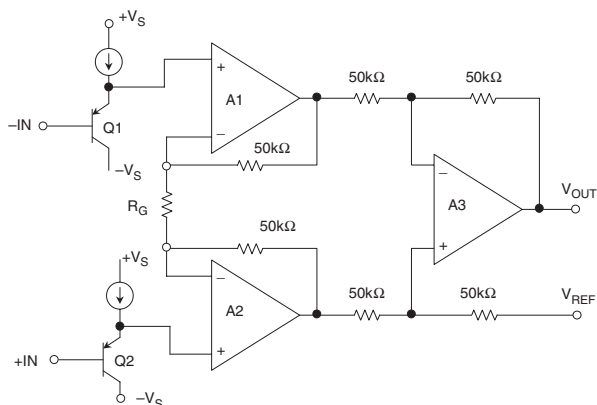 +VS
50kΩ
50kΩ
+
A1
−IN
Q1
−
50kΩ
−VS
A3
−
VOUT
RG
50kΩ
+
+VS
−
A2
50kΩ
50kΩ
VREF
+
+IN
Q2
−VS